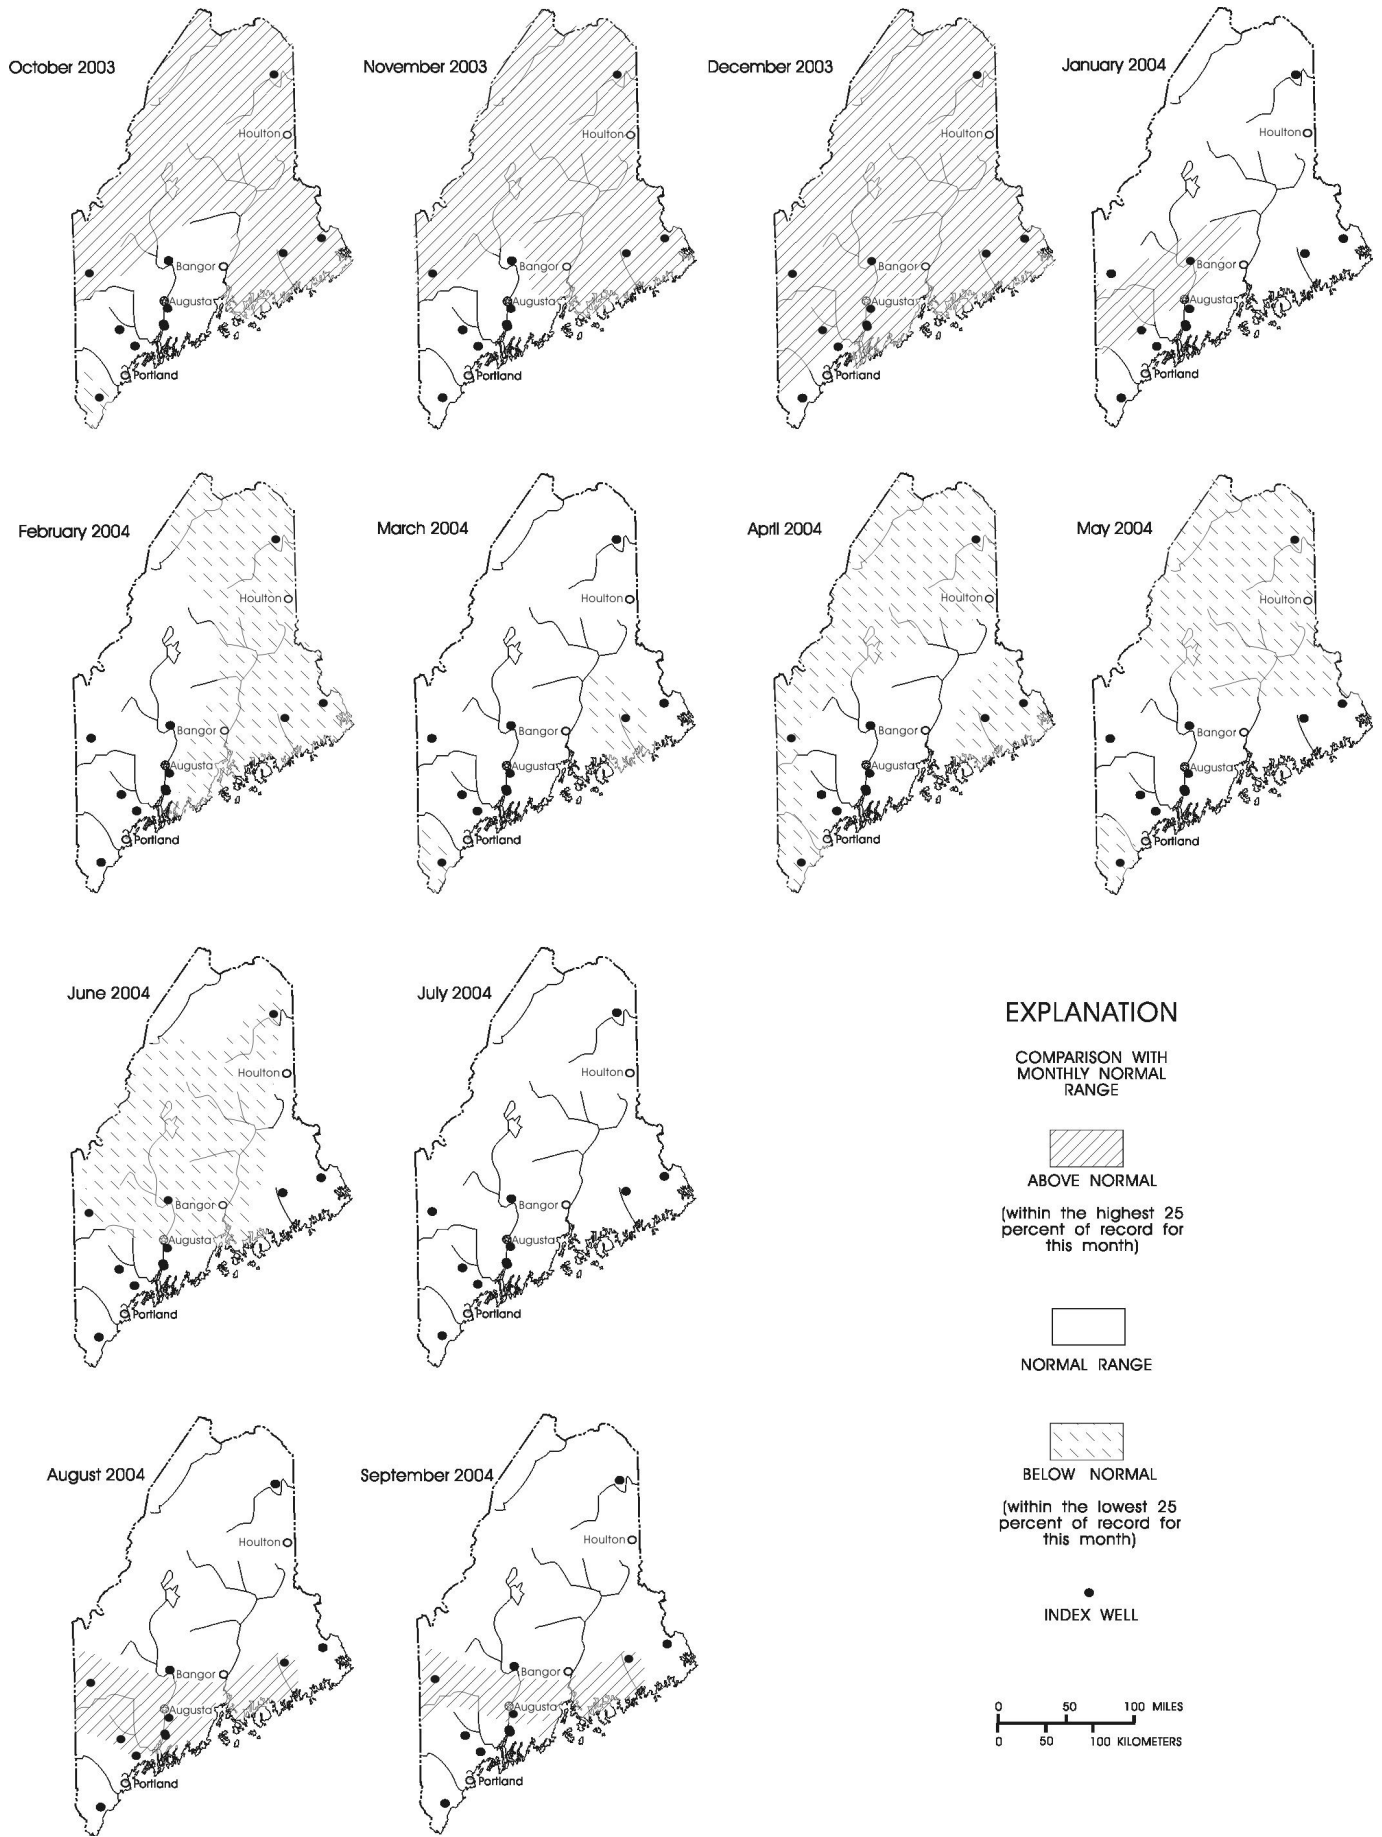 October 2003
Houlton
Bangor
Augusta
Portland
November 2003
Houlton
Bangor
Augusta
Portland
December 2003
Houlton
Bangor
Augusta
Portland
January 2004
Houlton
Bangor
Augusta
Portland
February 2004
Houlton
Bangor
Augusta
Portland
March 2004
Houlton
Bangor
Augusta
Portland
April 2004
Houlton
Bangor
Augusta
Portland
May 2004
Houlton
Bangor
Augusta
Portland
June 2004
Houlton
Bangor
Augusta
Portland
July 2004
Houlton
Bangor
Augusta
Portland
August 2004
Houlton
Bangor
Augusta
Portland
September 2004
Houlton
Bangor
Augusta
Portland
EXPLANATION
COMPARISON WITH
MONTHLY NORMAL
RANGE
ABOVE NORMAL
(within the highest 25
percent of record for
this month)
NORMAL RANGE
BELOW NORMAL
(within the lowest 25
percent of record for
this month)
INDEX WELL
0 50 100 MILES
0 50 100 KILOMETERS